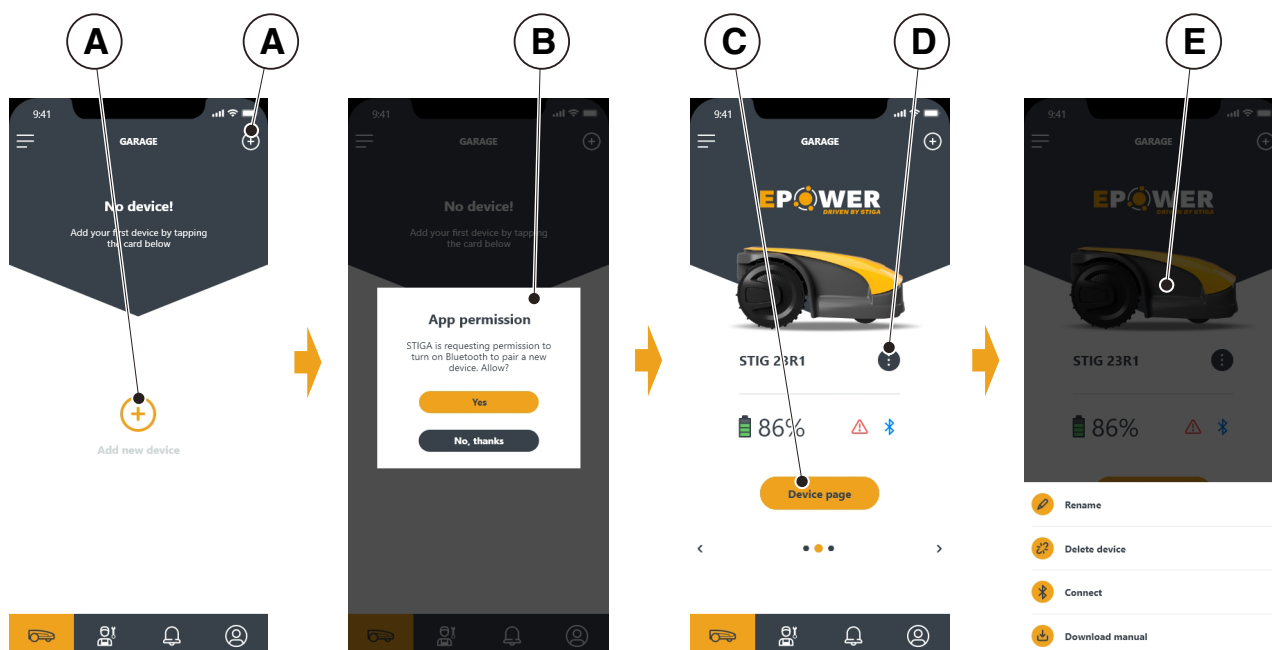 A
A
B
C
D
E
9:41
GARAGE
No device!
Add your first device by tapping
the card below
Add new device
9:41
GARAGE
No device!
Add your first device by tapping
the card below
App permission
STIGA is requesting permission to
turn on Bluetooth to pair a new
device. Allow?
Yes
No, thanks
9:41
GARAGE
EPOWER
DRIVEN BY STIGA
STIG 23R1
86%
Device page
9:41
GARAGE
EPOWER
DRIVEN BY STIGA
STIG 23R1
86%
Rename
Delete device
Connect
Download manual